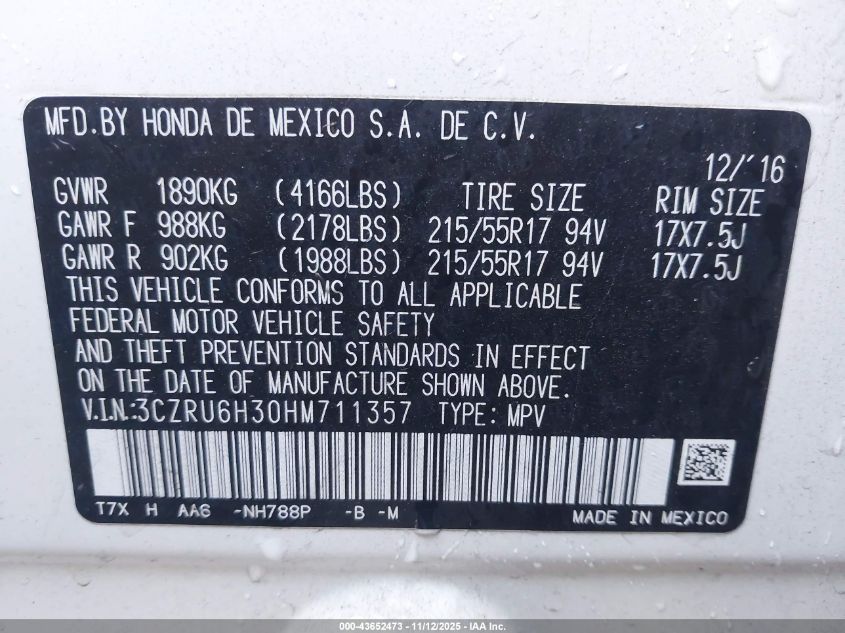 MFD.BY HONDA DE MEXICO S.A. DE C.V.
12/'16
GVWR 1890KG (4166LBS) TIRE SIZE RIM SIZE
GAWR F 988KG (2178LBS) 215/55R17 94V 17X7.5J
GAWR R 902KG (1988LBS) 215/55R17 94V 17X7.5J
THIS VEHICLE CONFORMS TO ALL APPLICABLE
FEDERAL MOTOR VEHICLE SAFETY
AND THEFT PREVENTION STANDARDS IN EFFECT
ON THE DATE OF MANUFACTURE SHOWN ABOVE.
V.I.N.:3CZRU6H30HM711357 TYPE: MPV
T7X H AA6 -NH788P -B -M
MADE IN MEXICO
000-43652473 - 11/12/2025 - IAA Inc.